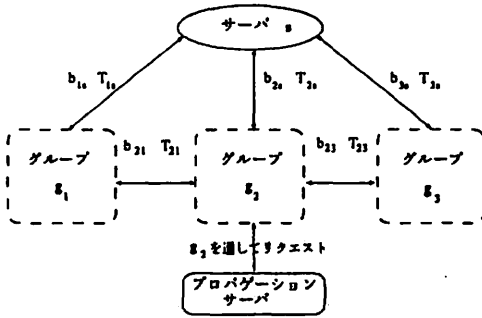 サーバ s
b₁ₛ T₁ₛ
b₂ₛ T₂ₛ
b₃ₛ T₃ₛ
グループ
g₁
b₂₁ T₂₁
グループ
g₂
b₂₃ T₂₃
グループ
g₃
g₂を通してリクエスト
プロパゲーション
サーバ